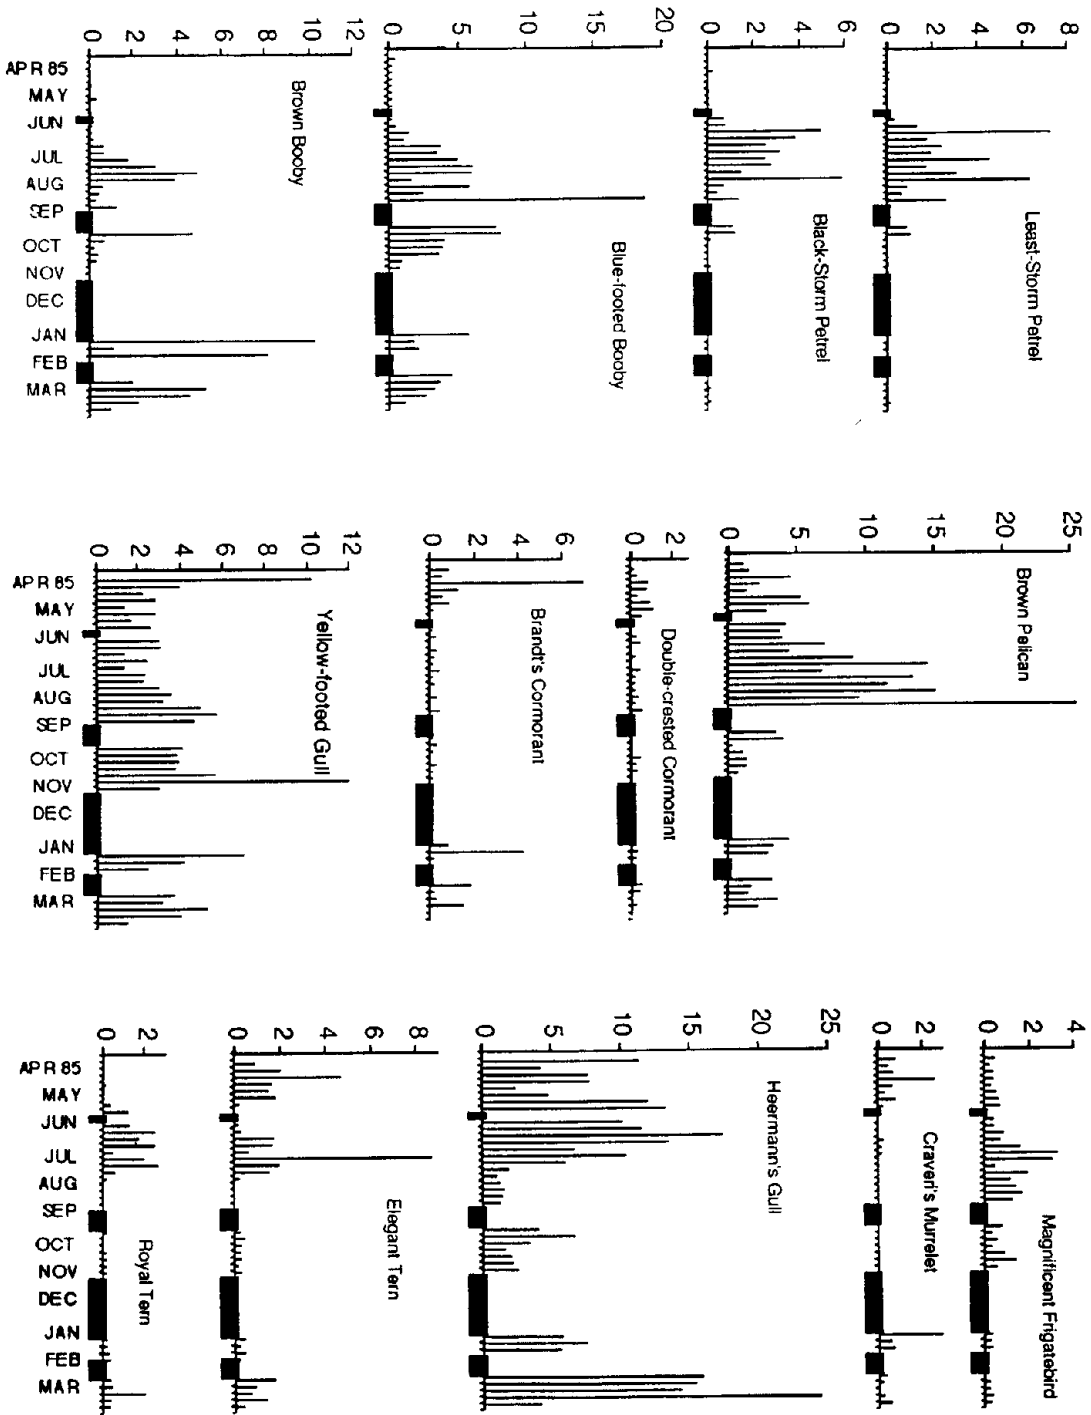 0 2 4 6 8
Least-Storm Petrel
0 2 4 6
Black-Storm Petrel
0 5 10 15 20
Blue-footed Booby
0 2 4 6 8 10 12
Brown Booby
APR 85
MAY
JUN
JUL
AUG
SEP
OCT
NOV
DEC
JAN
FEB
MAR
0 5 10 15 20 25
Brown Pelican
0 2
Double-crested Cormorant
0 2 4 6
Brandt's Cormorant
0 2 4 6 8 10 12
Yellow-footed Gull
APR 85
MAY
JUN
JUL
AUG
SEP
OCT
NOV
DEC
JAN
FEB
MAR
0 2 4
Magnificent Frigatebird
0 2
Craveri's Murrelet
0 5 10 15 20 25
Heermann's Gull
0 2 4 6 8
Elegant Tern
0 2
Royal Tern
APR 85
MAY
JUN
JUL
AUG
SEP
OCT
NOV
DEC
JAN
FEB
MAR